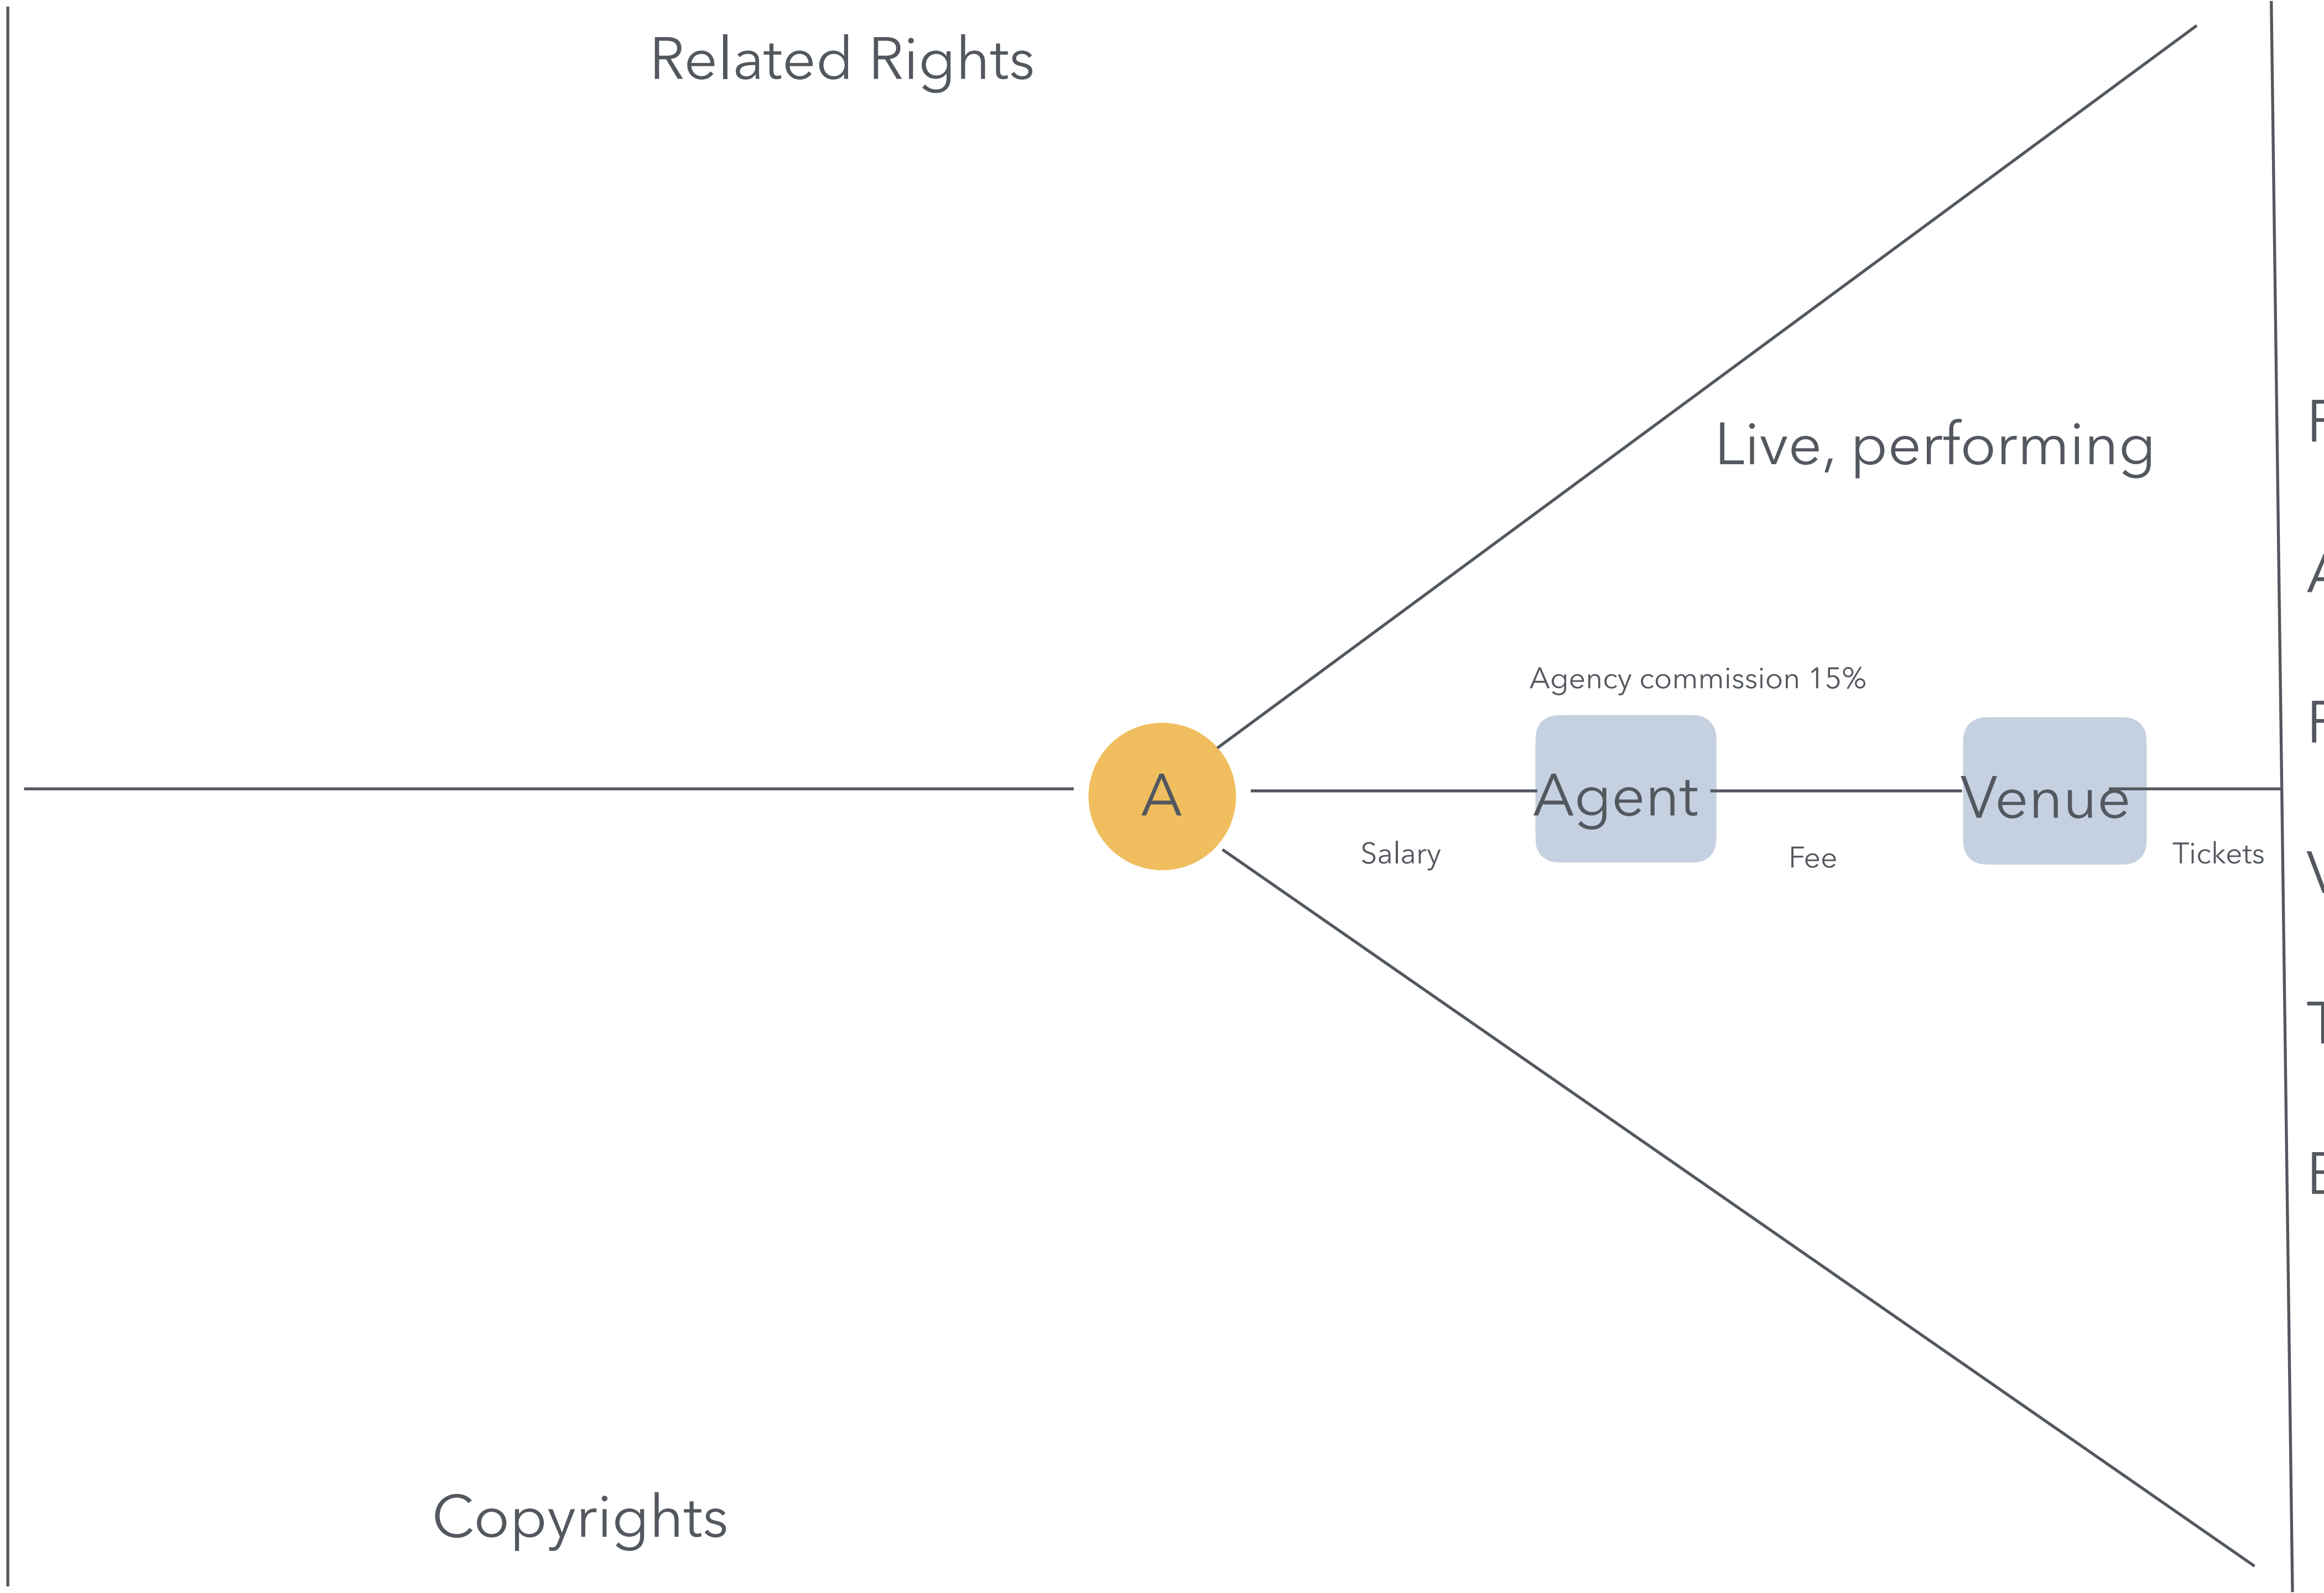 Related Rights
Live, performing
Agency commission 15%
A
Agent
Venue
Salary
Fee
Tickets
Copyrights